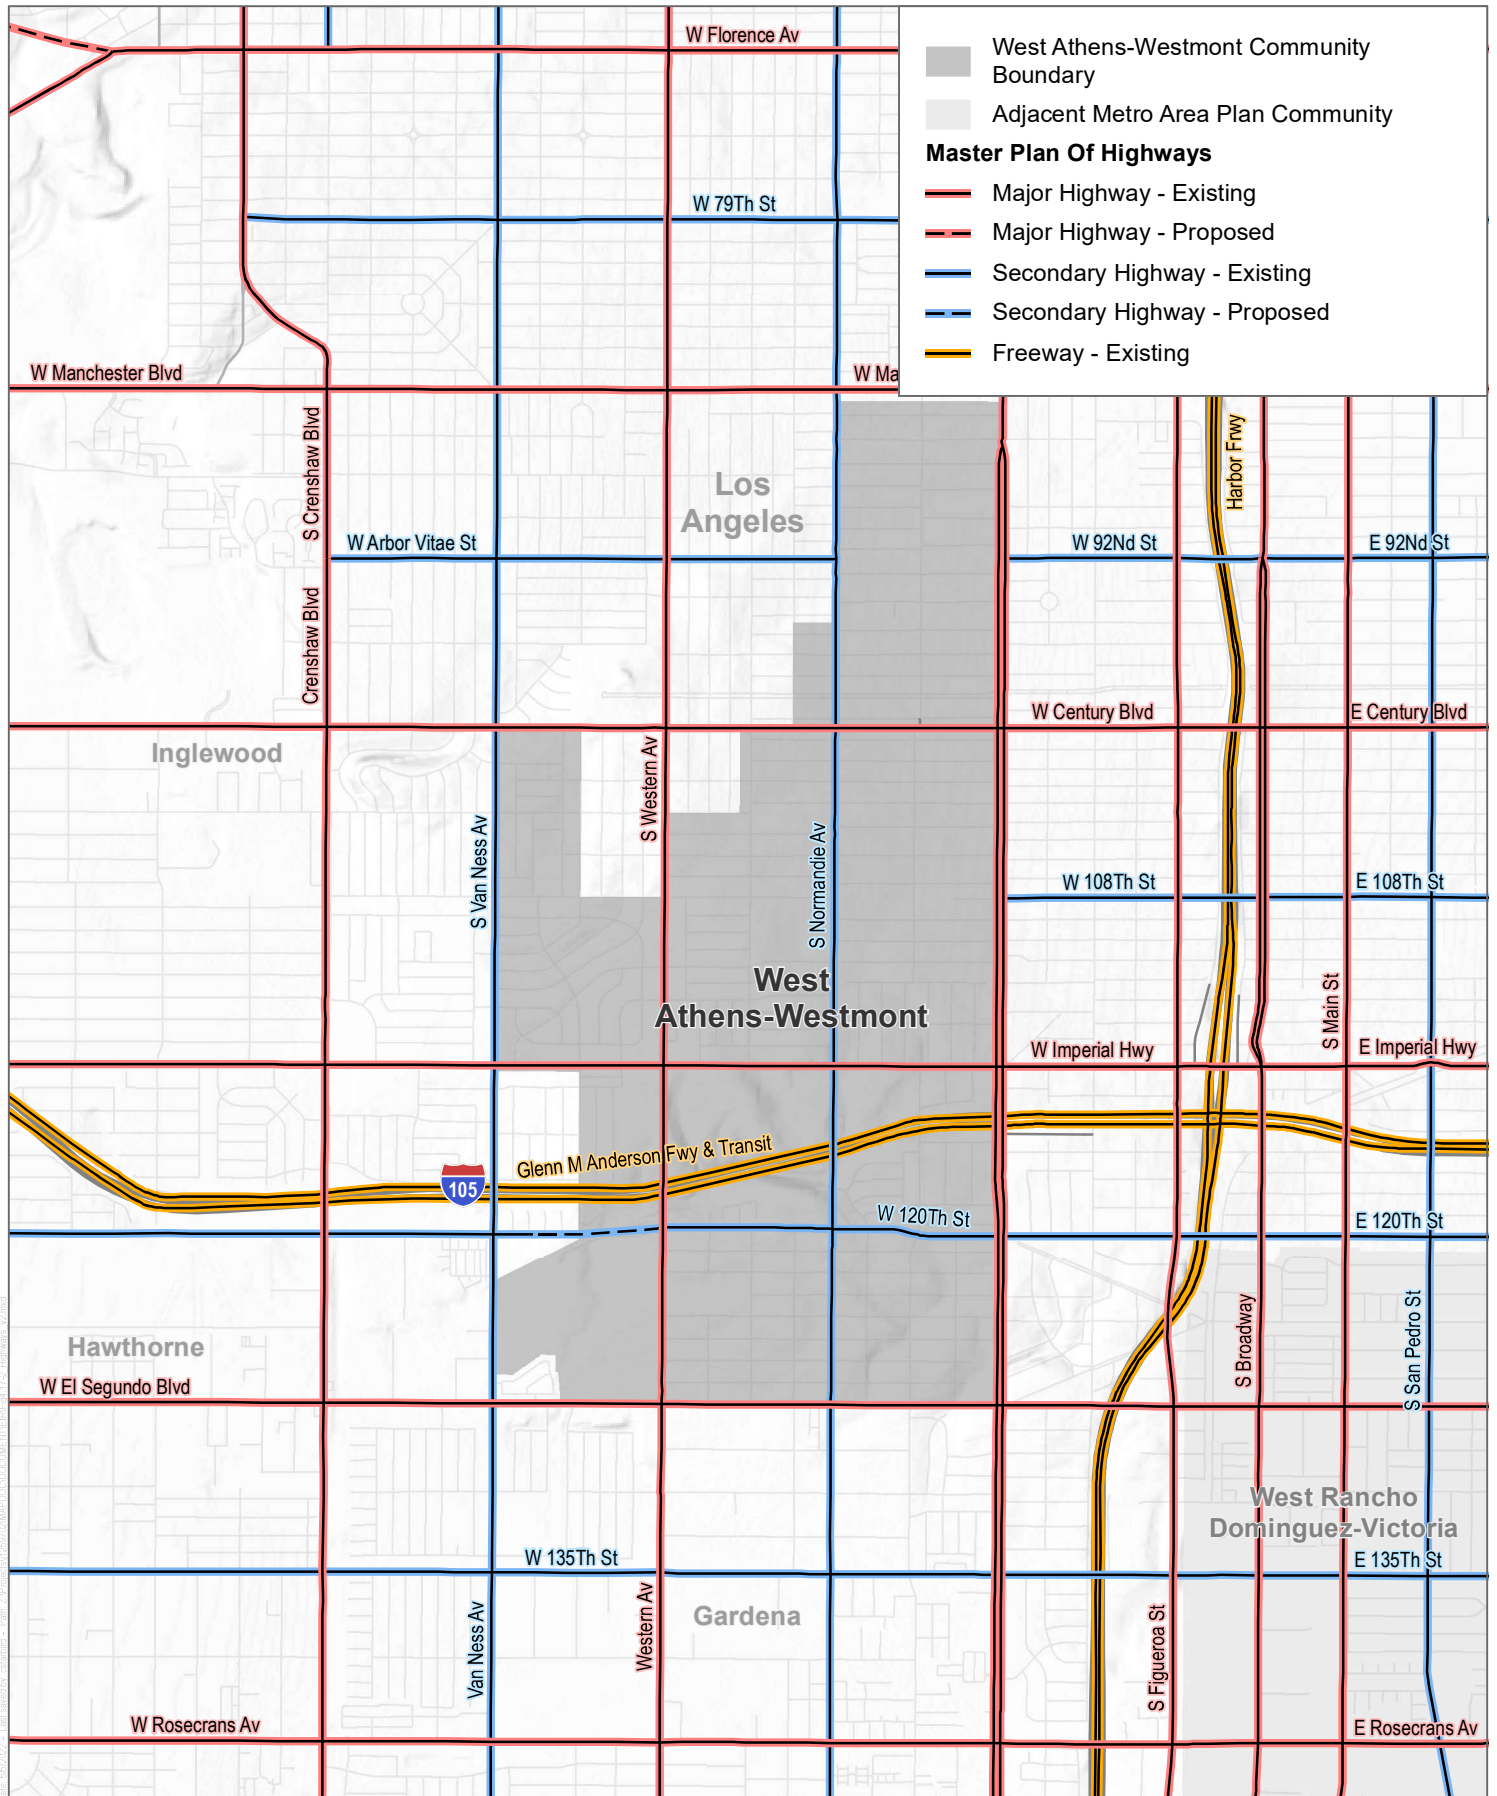 W Florence Av
West Athens-Westmont Community
Boundary
Adjacent Metro Area Plan Community
Master Plan Of Highways
Major Highway - Existing
Major Highway - Proposed
Secondary Highway - Existing
Secondary Highway - Proposed
Freeway - Existing
W 79Th St
W Manchester Blvd
W Ma
S Crenshaw Blvd
Harbor Frwy
Los
Angeles
W Arbor Vitae St
W 92Nd St
E 92Nd St
Crenshaw Blvd
W Century Blvd
E Century Blvd
Inglewood
S Western Av
S Van Ness Av
S Normandie Av
W 108Th St
E 108Th St
West
Athens-Westmont
S Main St
W Imperial Hwy
E Imperial Hwy
Glenn M Anderson Fwy & Transit
105
W 120Th St
E 120Th St
Hawthorne
S Broadway
S San Pedro St
W El Segundo Blvd
West Rancho
Dominguez-Victoria
W 135Th St
E 135Th St
Van Ness Av
Western Av
Gardena
S Figueroa St
W Rosecrans Av
E Rosecrans Av